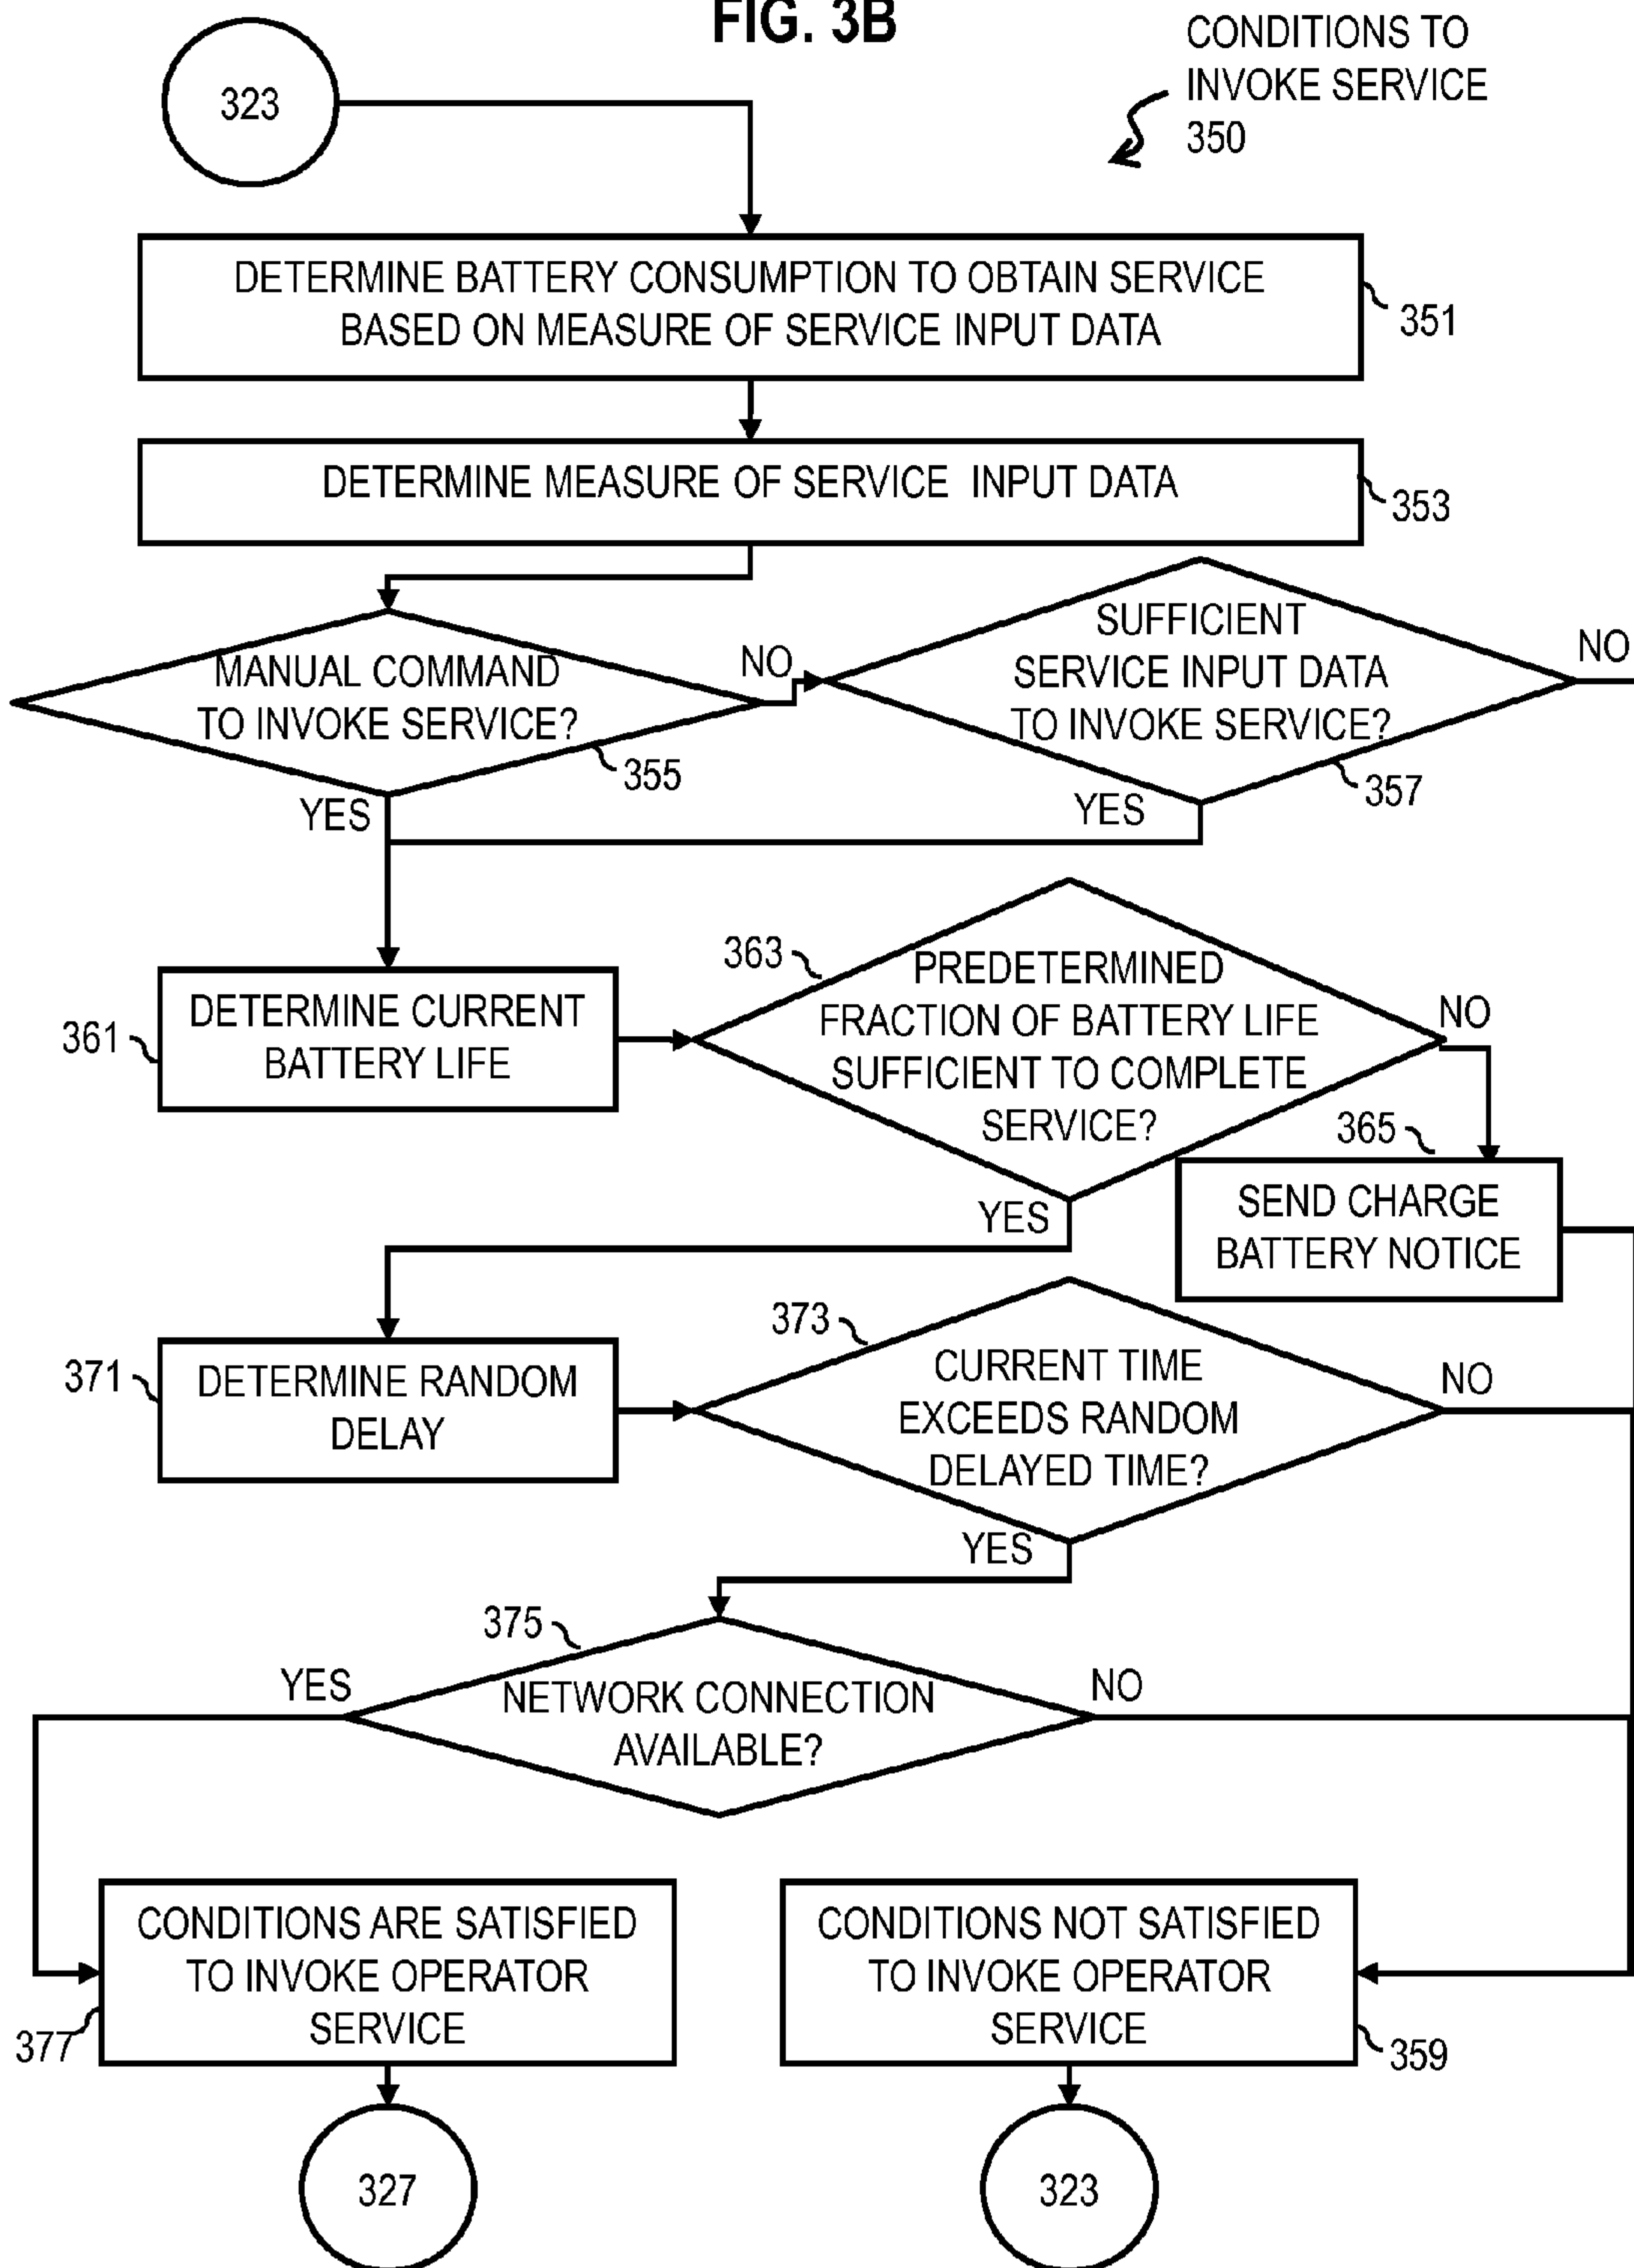 FIG. 3B
CONDITIONS TO
INVOKE SERVICE
350
323
DETERMINE BATTERY CONSUMPTION TO OBTAIN SERVICE
BASED ON MEASURE OF SERVICE INPUT DATA
351
DETERMINE MEASURE OF SERVICE INPUT DATA
353
MANUAL COMMAND
TO INVOKE SERVICE?
355
NO
YES
SUFFICIENT
SERVICE INPUT DATA
TO INVOKE SERVICE?
357
NO
YES
361
DETERMINE CURRENT
BATTERY LIFE
363
PREDETERMINED
FRACTION OF BATTERY LIFE
SUFFICIENT TO COMPLETE
SERVICE?
NO
YES
365
SEND CHARGE
BATTERY NOTICE
371
DETERMINE RANDOM
DELAY
373
CURRENT TIME
EXCEEDS RANDOM
DELAYED TIME?
NO
YES
375
NETWORK CONNECTION
AVAILABLE?
YES
NO
CONDITIONS ARE SATISFIED
TO INVOKE OPERATOR
SERVICE
377
CONDITIONS NOT SATISFIED
TO INVOKE OPERATOR
SERVICE
359
327
323